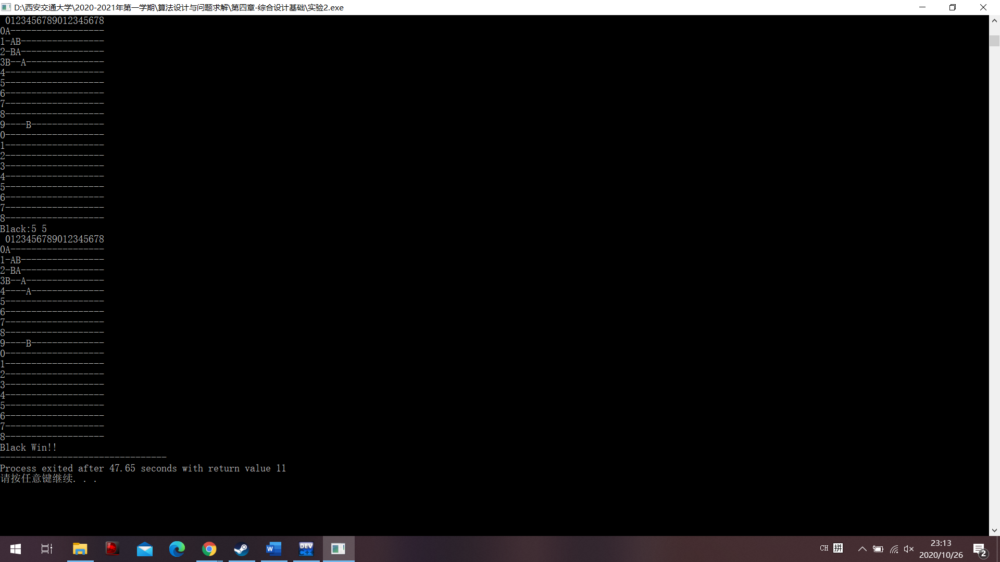 D:\西安交通大学\2020-2021年第一学期\算法设计与问题求解\第四章-综合设计基础\实验2.exe
 0123456789012345678
0A------------------
1-AB----------------
2-BA----------------
3B--A---------------
4-------------------
5-------------------
6-------------------
7-------------------
8-------------------
9----B--------------
0-------------------
1-------------------
2-------------------
3-------------------
4-------------------
5-------------------
6-------------------
7-------------------
8-------------------
Black:5 5
 0123456789012345678
0A------------------
1-AB----------------
2-BA----------------
3B--A---------------
4----A--------------
5-------------------
6-------------------
7-------------------
8-------------------
9----B--------------
0-------------------
1-------------------
2-------------------
3-------------------
4-------------------
5-------------------
6-------------------
7-------------------
8-------------------
Black Win!!
--------------------------------
Process exited after 47.65 seconds with return value 11
请按任意键继续. . .
W
DEV
C++
CH 拼
23:13
2020/10/26
2